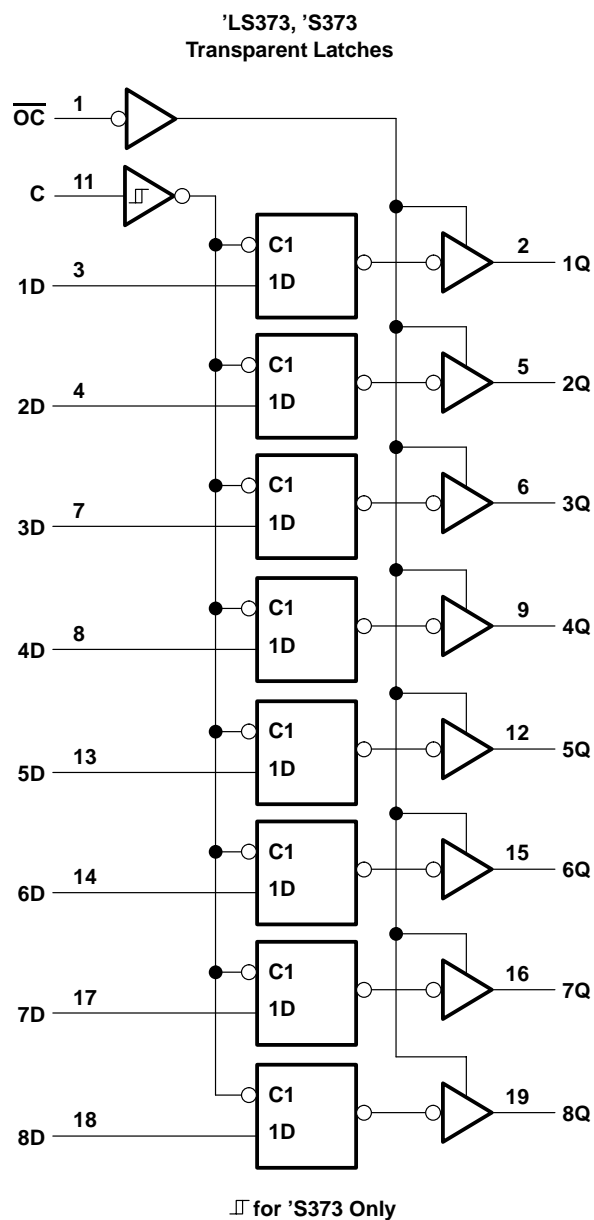 'LS373, 'S373
Transparent Latches
OC 1
C 11
C1
1D 3 1D 2 1Q
C1
2D 4 1D 5 2Q
C1
3D 7 1D 6 3Q
C1
4D 8 1D 9 4Q
C1
5D 13 1D 12 5Q
C1
6D 14 1D 15 6Q
C1
7D 17 1D 16 7Q
C1
8D 18 1D 19 8Q
for 'S373 Only